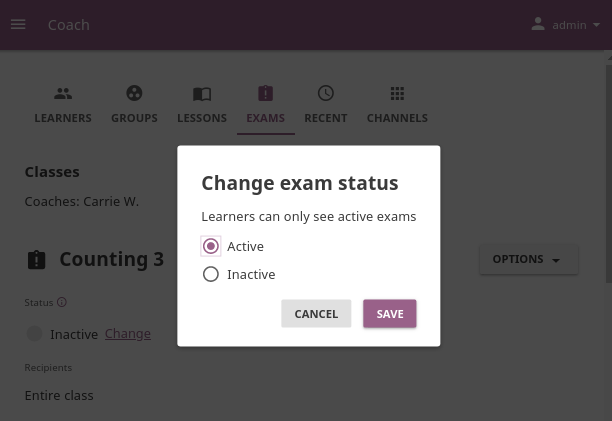 Coach
admin
LEARNERS GROUPS LESSONS EXAMS RECENT CHANNELS
Classes
Coaches: Carrie W.
Change exam status
Learners can only see active exams
Active
Inactive
CANCEL SAVE
Counting 3
OPTIONS
Status
Inactive Change
Recipients
Entire class